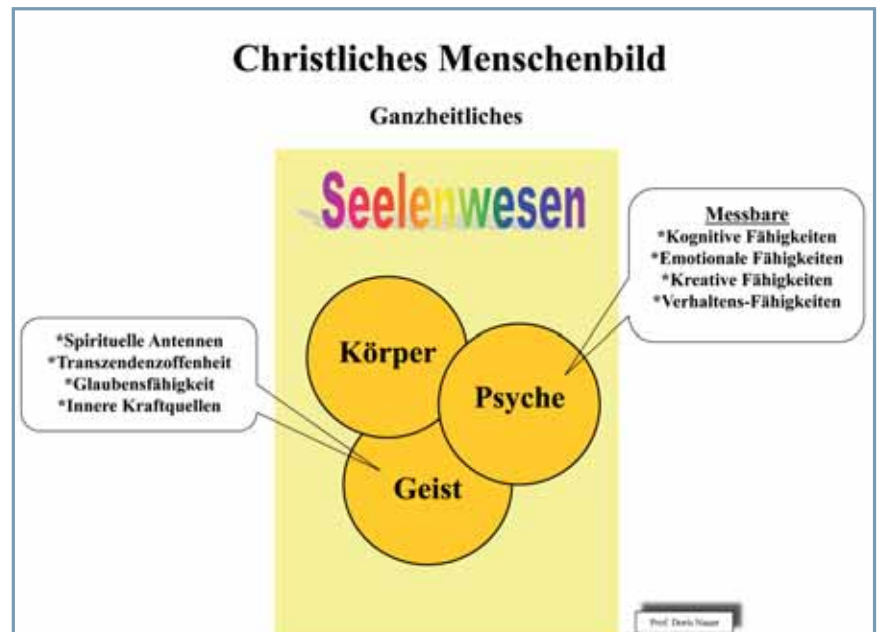 Christliches Menschenbild
Ganzheitliches
Seelenwesen
Messbare
*Kognitive Fähigkeiten
*Emotionale Fähigkeiten
*Kreative Fähigkeiten
*Verhaltens-Fähigkeiten
*Spirituelle Antennen
*Transzendenzoffenheit
*Glaubensfähigkeit
*Innere Kraftquellen
Körper
Psyche
Geist
Prof. Doris Nauer